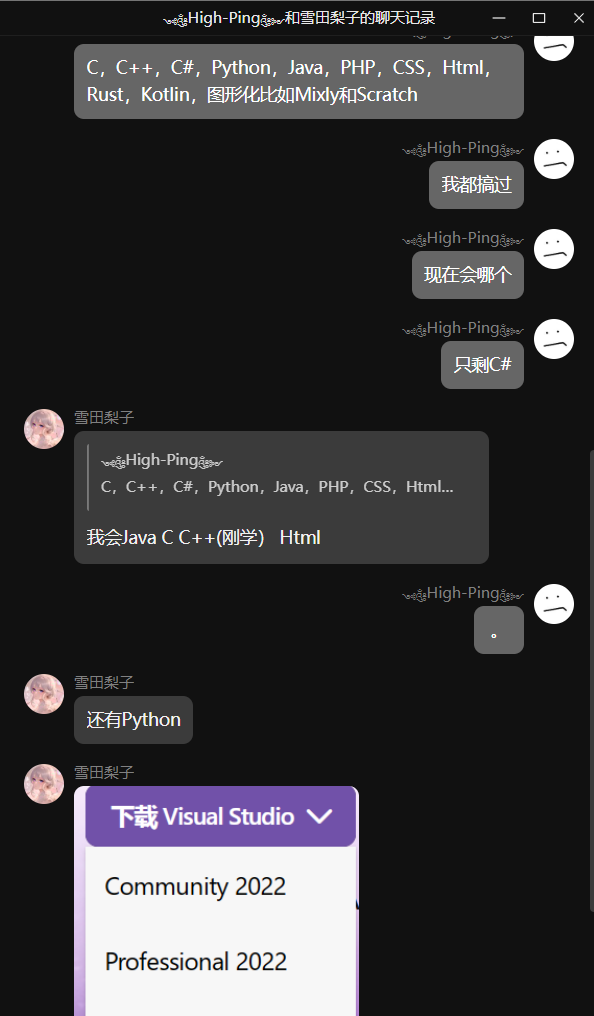 High-Ping和雪田梨子的聊天记录
C，C++，C#，Python，Java，PHP，CSS，Html，
Rust，Kotlin，图形化比如Mixly和Scratch
High-Ping
我都搞过
High-Ping
现在会哪个
High-Ping
只剩C#
雪田梨子
High-Ping
C，C++，C#，Python，Java，PHP，CSS，Html...
我会Java C C++(刚学） Html
High-Ping
。
雪田梨子
还有Python
雪田梨子
下载 Visual Studio
Community 2022
Professional 2022